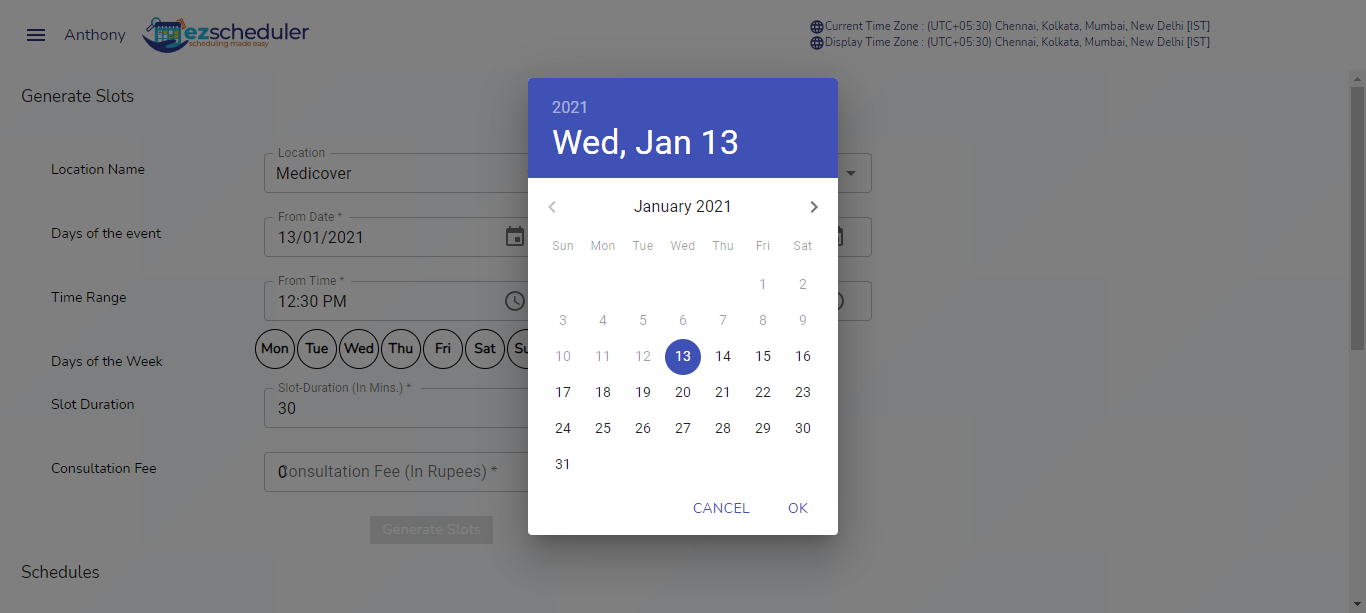 Anthony
ezscheduler
scheduling made easy
Current Time Zone : (UTC+05:30) Chennai, Kolkata, Mumbai, New Delhi [IST]
Display Time Zone : (UTC+05:30) Chennai, Kolkata, Mumbai, New Delhi [IST]
Generate Slots
Location Name
Location
Medicover
Days of the event
From Date *
13/01/2021
Time Range
From Time *
12:30 PM
Days of the Week
Mon Tue Wed Thu Fri Sat Su
Slot Duration
Slot-Duration (In Mins.) *
30
Consultation Fee
0
Consultation Fee (In Rupees) *
Generate Slots
Schedules
2021
Wed, Jan 13
January 2021
Sun Mon Tue Wed Thu Fri Sat
1 2
3 4 5 6 7 8 9
10 11 12 13 14 15 16
17 18 19 20 21 22 23
24 25 26 27 28 29 30
31
CANCEL OK